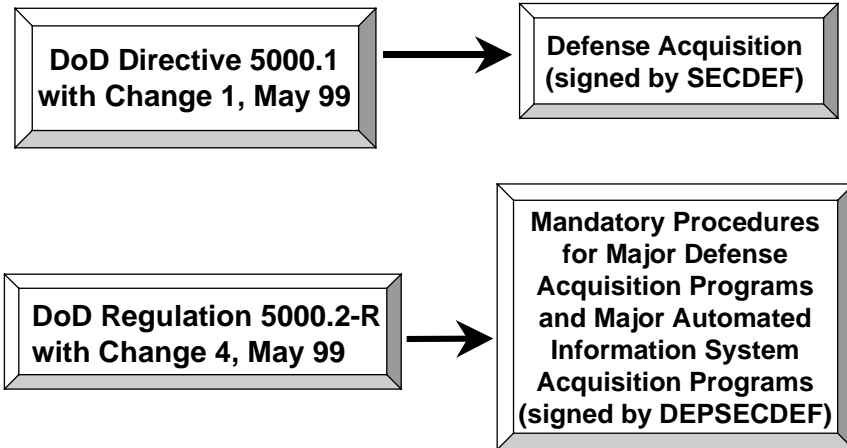 DoD Directive 5000.1
with Change 1, May 99
Defense Acquisition
(signed by SECDEF)
DoD Regulation 5000.2-R
with Change 4, May 99
Mandatory Procedures
for Major Defense
Acquisition Programs
and Major Automated
Information System
Acquisition Programs
(signed by DEPSECDEF)